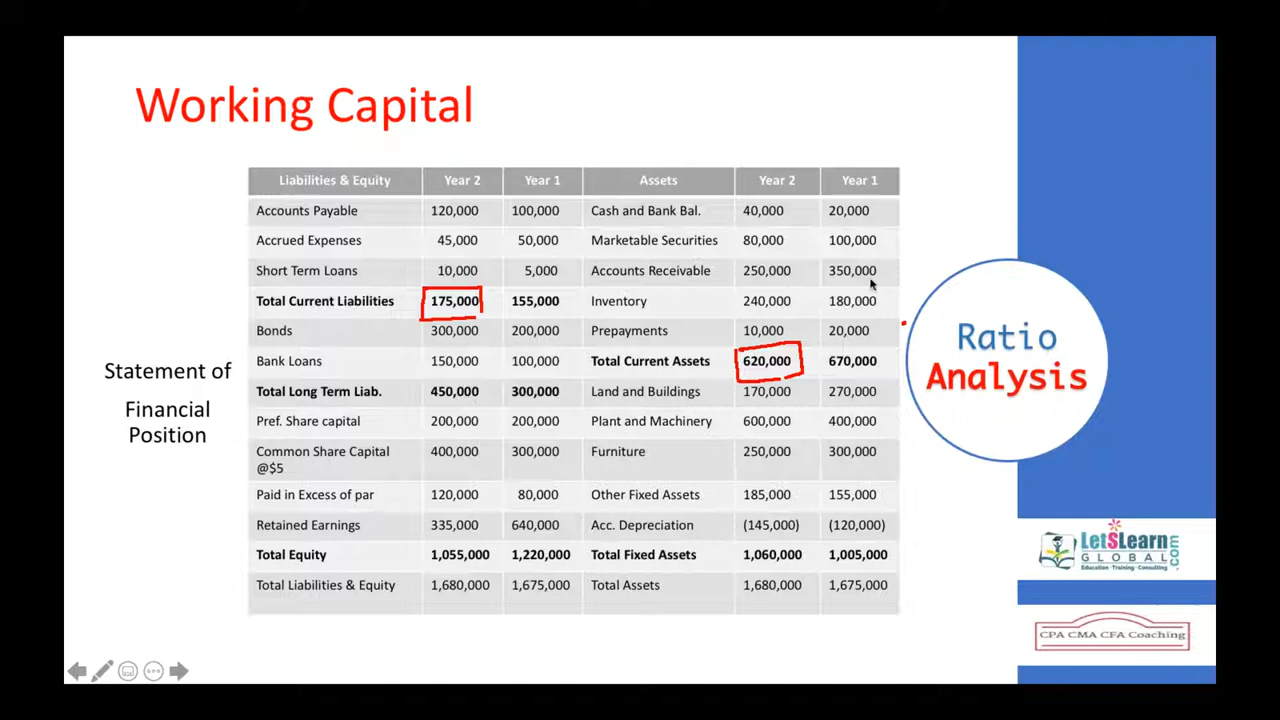 Working Capital
Liabilities & Equity Year 2 Year 1 Assets Year 2 Year 1
Accounts Payable 120,000 100,000 Cash and Bank Bal. 40,000 20,000
Accrued Expenses 45,000 50,000 Marketable Securities 80,000 100,000
Short Term Loans 10,000 5,000 Accounts Receivable 250,000 350,000
Total Current Liabilities 175,000 155,000 Inventory 240,000 180,000
Bonds 300,000 200,000 Prepayments 10,000 20,000
Bank Loans 150,000 100,000 Total Current Assets 620,000 670,000
Total Long Term Liab. 450,000 300,000 Land and Buildings 170,000 270,000
Pref. Share capital 200,000 200,000 Plant and Machinery 600,000 400,000
Common Share Capital 400,000 300,000 Furniture 250,000 300,000
@$5
Paid in Excess of par 120,000 80,000 Other Fixed Assets 185,000 155,000
Retained Earnings 335,000 640,000 Acc. Depreciation (145,000) (120,000)
Total Equity 1,055,000 1,220,000 Total Fixed Assets 1,060,000 1,005,000
Total Liabilities & Equity 1,680,000 1,675,000 Total Assets 1,680,000 1,675,000
Statement of
Financial
Position
Ratio
Analysis
LetSLearn
GLOBAL.com
Education · Training · Consulting
CPA CMA CFA Coaching